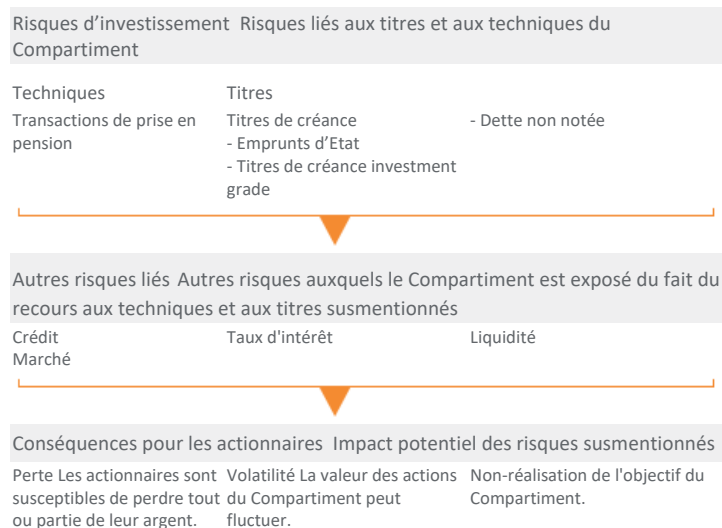 Risques d’investissement Risques liés aux titres et aux techniques du
Compartiment
Techniques
Transactions de prise en
pension
Titres
Titres de créance
- Emprunts d’Etat
- Titres de créance investment
grade
- Dette non notée
Autres risques liés Autres risques auxquels le Compartiment est exposé du fait du
recours aux techniques et aux titres susmentionnés
Crédit
Marché
Taux d'intérêt
Liquidité
Conséquences pour les actionnaires Impact potentiel des risques susmentionnés
Perte Les actionnaires sont
susceptibles de perdre tout
ou partie de leur argent.
Volatilité La valeur des actions
du Compartiment peut
fluctuer.
Non-réalisation de l'objectif du
Compartiment.